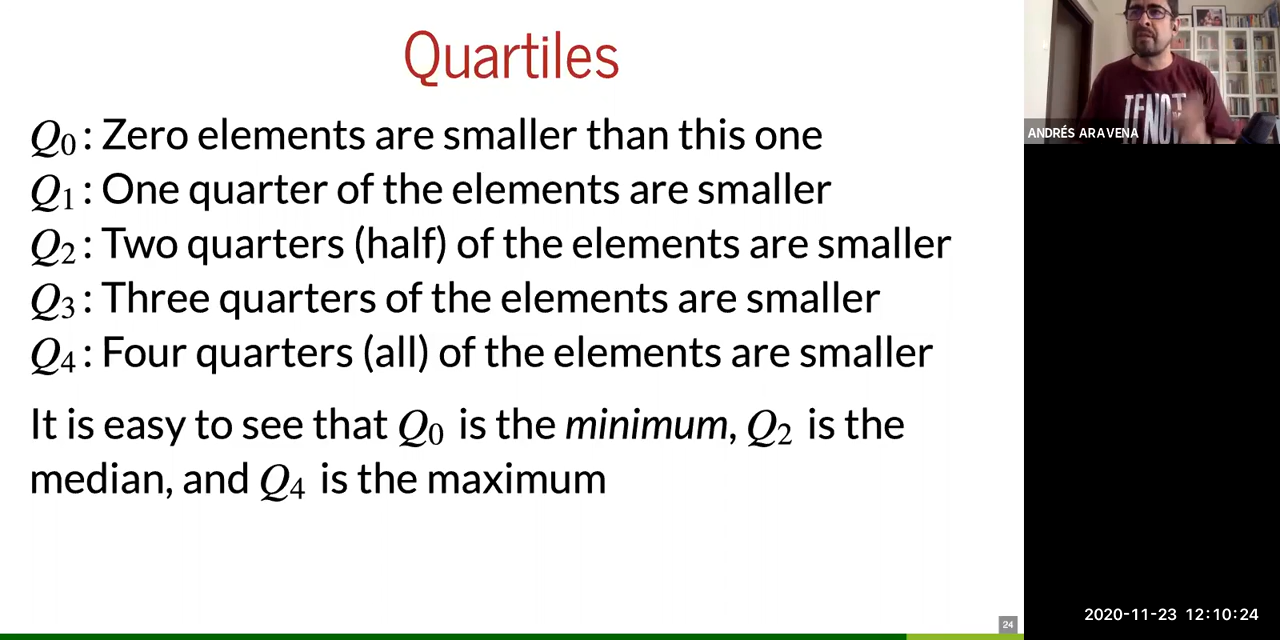 Quartiles
Q0: Zero elements are smaller than this one
Q1: One quarter of the elements are smaller
Q2: Two quarters (half) of the elements are smaller
Q3: Three quarters of the elements are smaller
Q4: Four quarters (all) of the elements are smaller
It is easy to see that Q0 is the minimum, Q2 is the
median, and Q4 is the maximum
24
ANDRÉS ARAVENA
2020-11-23 12:10:24